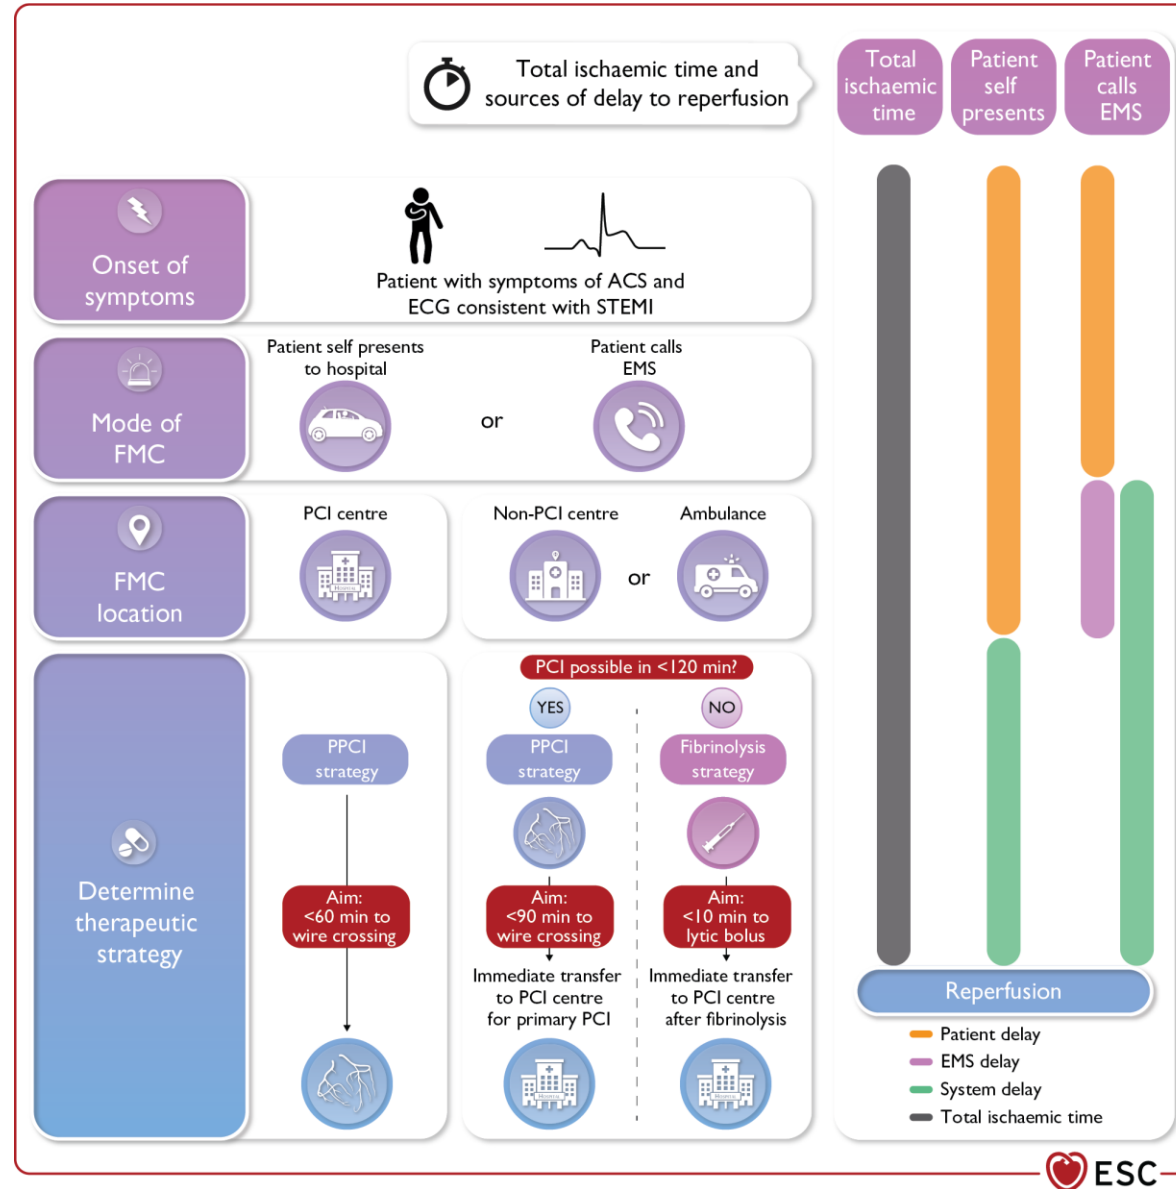 Total ischaemic time and
sources of delay to reperfusion
Total
ischaemic
time
Patient
self
presents
Patient
calls
EMS
Onset of
symptoms
Patient with symptoms of ACS and
ECG consistent with STEMI
Mode of
FMC
Patient self presents
to hospital
or
Patient calls
EMS
FMC
location
PCI centre
Hospital
Non-PCI centre
or
Ambulance
Determine
therapeutic
strategy
PPCI
strategy
Aim:
<60 min to
wire crossing
PCI possible in <120 min?
YES
PPCI
strategy
Aim:
<90 min to
wire crossing
Immediate transfer
to PCI centre
for primary PCI
Hospital
NO
Fibrinolysis
strategy
Aim:
<10 min to
lytic bolus
Immediate transfer
to PCI centre
after fibrinolysis
Hospital
Reperfusion
Patient delay
EMS delay
System delay
Total ischaemic time
ESC